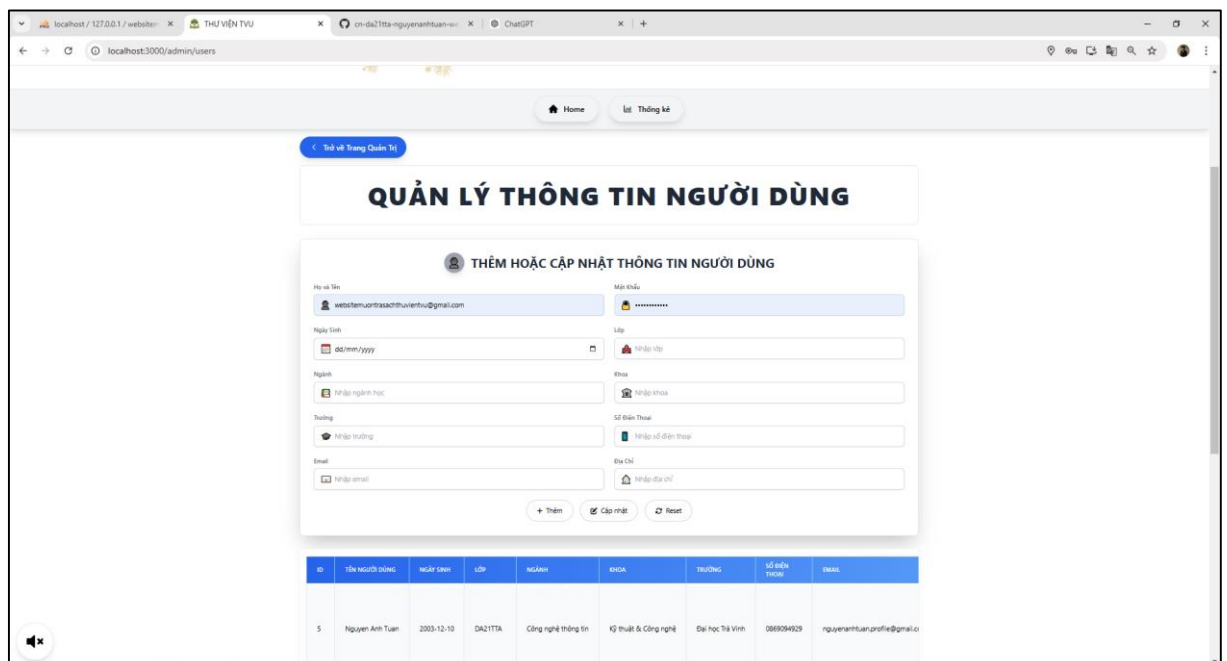 localhost / 127.0.0.1 / websitem
THƯ VIỆN TVU
cn-da21tta-nguyenanhtuan-we
ChatGPT
localhost:3000/admin/users
Home
Thống kê
Trở về Trang Quản Trị
QUẢN LÝ THÔNG TIN NGƯỜI DÙNG
THÊM HOẶC CẬP NHẬT THÔNG TIN NGƯỜI DÙNG
Họ và Tên
Mật Khẩu
websitemuontrasachthuvientvu@gmail.com
Ngày Sinh
Lớp
dd/mm/yyyy
Nhập lớp
Ngành
Khoa
Nhập ngành học
Nhập khoa
Trường
Số Điện Thoại
Nhập trường
Nhập số điện thoại
Email
Địa Chỉ
Nhập email
Nhập địa chỉ
+ Thêm
Cập nhật
Reset
ID TÊN NGƯỜI DÙNG NGÀY SINH LỚP NGÀNH KHOA TRƯỜNG SỐ ĐIỆN THOẠI EMAIL
5 Nguyen Anh Tuan 2003-12-10 DA21TTA Công nghệ thông tin Kỹ thuật & Công nghệ Đại học Trà Vinh 0869094929 nguyenanhtuan.profile@gmail.co